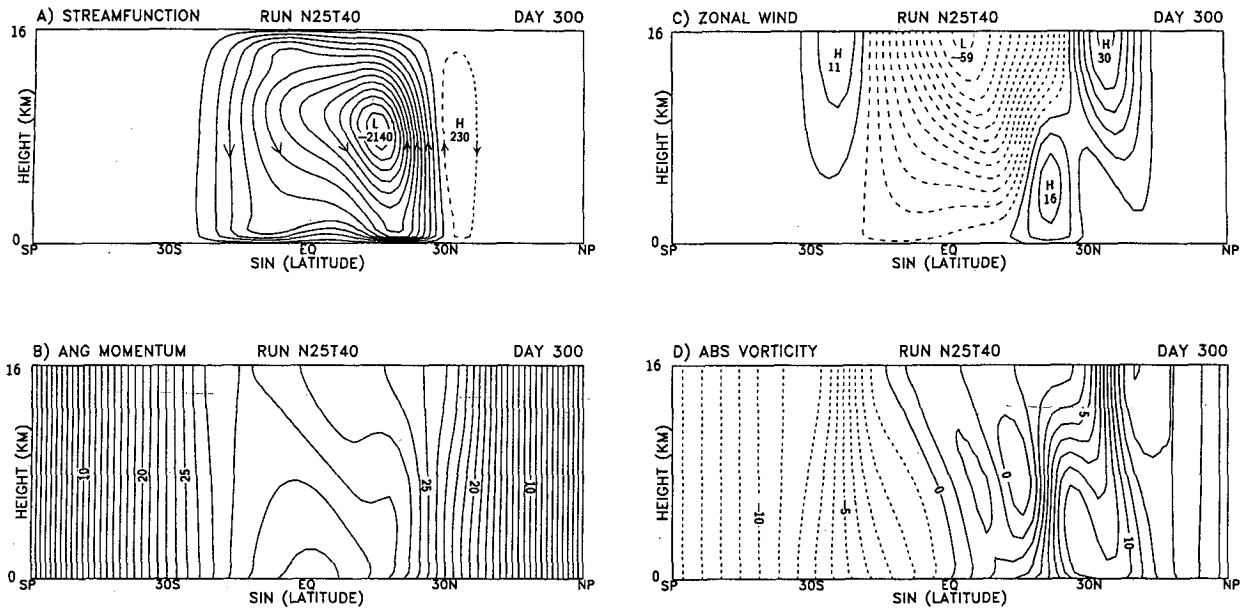 A) STREAMFUNCTION RUN N25T40 DAY 300
16
HEIGHT (KM)
L
-2140
H
230
0
SP 30S EQ 30N NP
SIN (LATITUDE)
C) ZONAL WIND RUN N25T40 DAY 300
16
HEIGHT (KM)
H
11
L
-59
H
30
H
16
0
SP 30S EQ 30N NP
SIN (LATITUDE)
B) ANG MOMENTUM RUN N25T40 DAY 300
16
HEIGHT (KM)
10 20 25 25 20 10
0
SP 30S EQ 30N NP
SIN (LATITUDE)
D) ABS VORTICITY RUN N25T40 DAY 300
16
HEIGHT (KM)
-10 -5 0 0 5 10
0
SP 30S EQ 30N NP
SIN (LATITUDE)